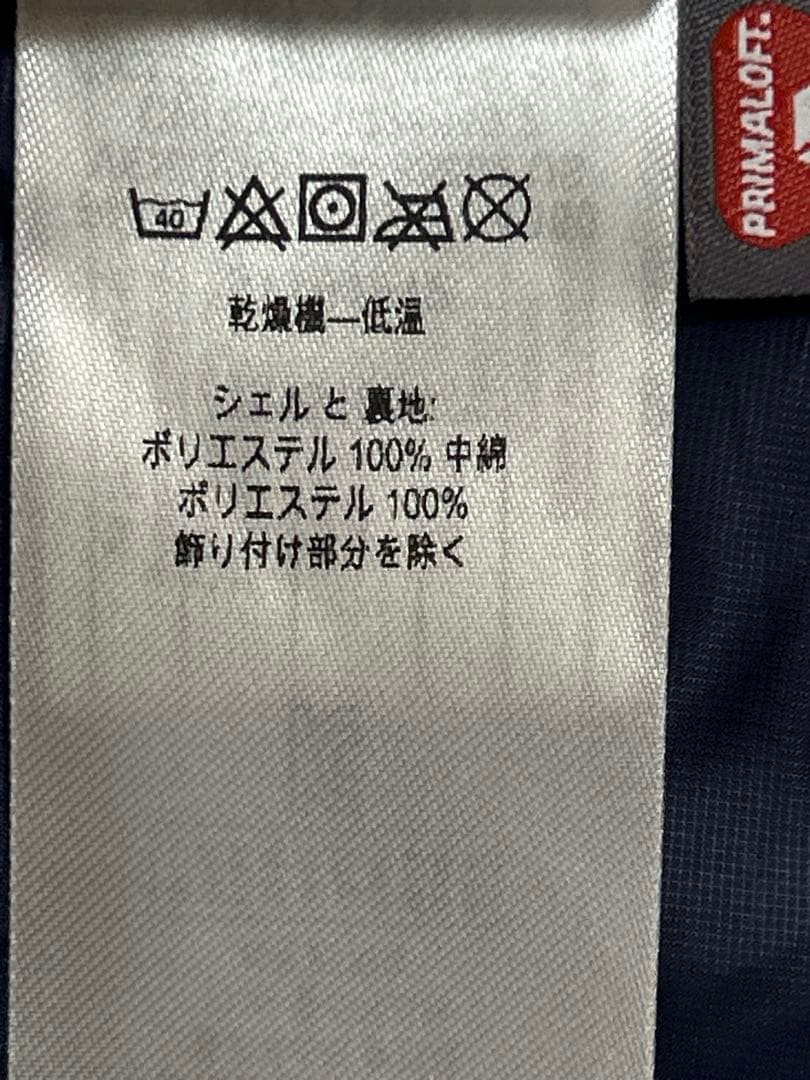 40
乾燥機—低温
シェル と 裏地:
ポリエステル 100% 中綿
ポリエステル 100%
飾り付け部分を除く
PRIMALOFT.